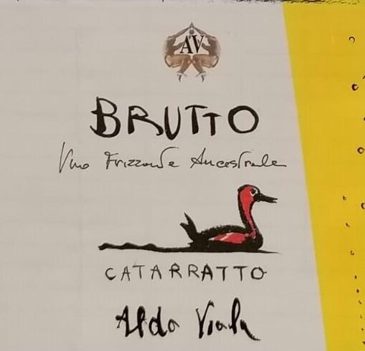 AV
BRUTTO
Vino Frizzante Ancestrale
CATARRATTO
Aldo Viola